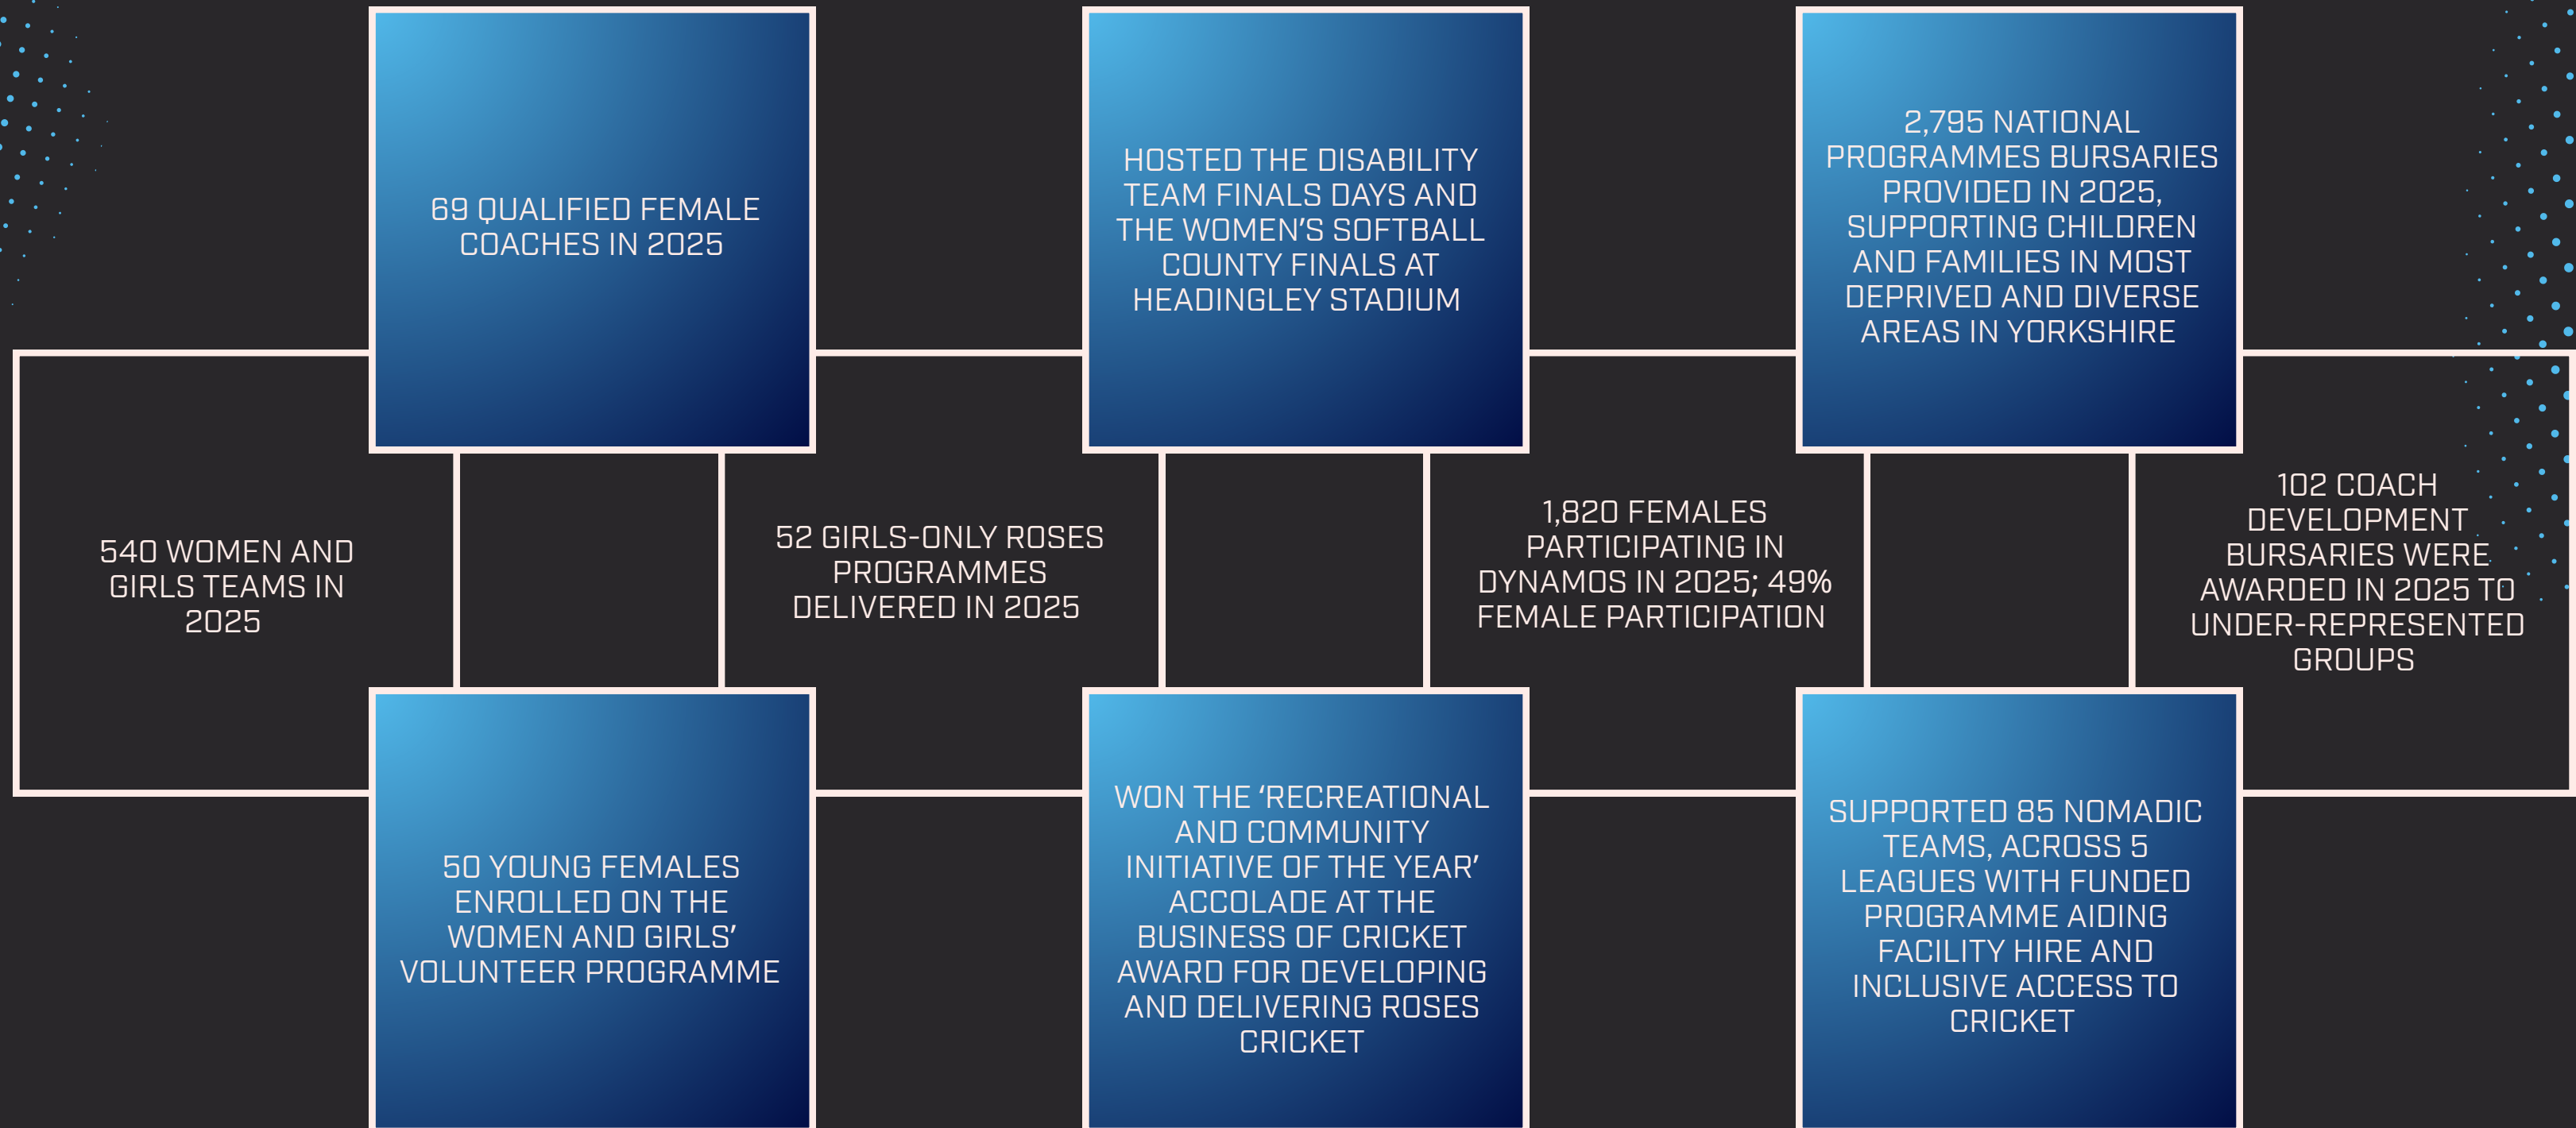 69 QUALIFIED FEMALE
COACHES IN 2025
HOSTED THE DISABILITY
TEAM FINALS DAYS AND
THE WOMEN'S SOFTBALL
COUNTY FINALS AT
HEADINGLEY STADIUM
2,795 NATIONAL
PROGRAMMES BURSARIES
PROVIDED IN 2025,
SUPPORTING CHILDREN
AND FAMILIES IN MOST
DEPRIVED AND DIVERSE
AREAS IN YORKSHIRE
540 WOMEN AND
GIRLS TEAMS IN
2025
52 GIRLS-ONLY ROSES
PROGRAMMES
DELIVERED IN 2025
1,820 FEMALES
PARTICIPATING IN
DYNAMOS IN 2025; 49%
FEMALE PARTICIPATION
102 COACH
DEVELOPMENT
BURSARIES WERE
AWARDED IN 2025 TO
UNDER-REPRESENTED
GROUPS
50 YOUNG FEMALES
ENROLLED ON THE
WOMEN AND GIRLS'
VOLUNTEER PROGRAMME
WON THE 'RECREATIONAL
AND COMMUNITY
INITIATIVE OF THE YEAR'
ACCOLADE AT THE
BUSINESS OF CRICKET
AWARD FOR DEVELOPING
AND DELIVERING ROSES
CRICKET
SUPPORTED 85 NOMADIC
TEAMS, ACROSS 5
LEAGUES WITH FUNDED
PROGRAMME AIDING
FACILITY HIRE AND
INCLUSIVE ACCESS TO
CRICKET